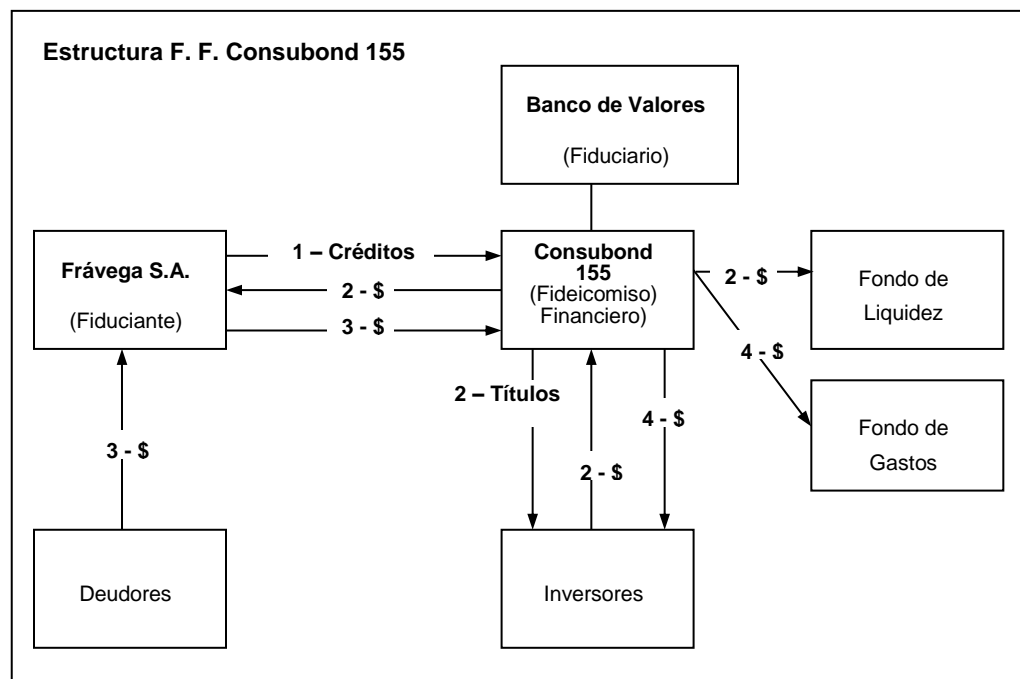 Estructura F. F. Consubond 155
Banco de Valores
(Fiduciario)
Frávega S.A.
(Fiduciante)
1 – Créditos
2 - $
3 - $
Consubond
155
(Fideicomiso)
Financiero)
2 - $
Fondo de
Liquidez
4 - $
Fondo de
Gastos
3 - $
2 – Títulos
2 - $
4 - $
Deudores
Inversores